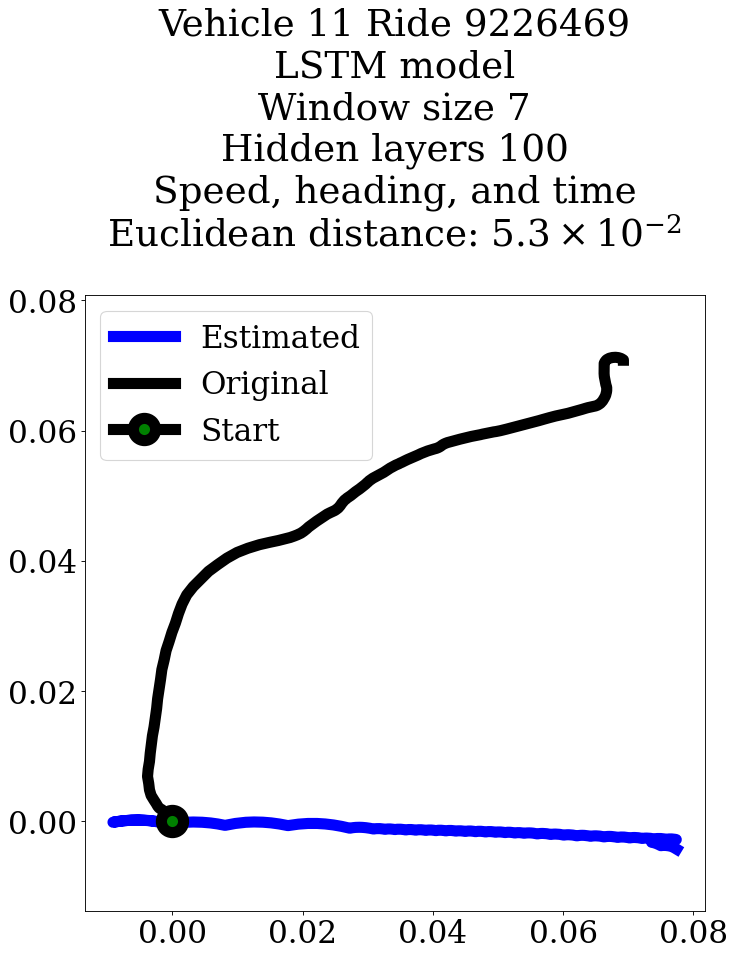 Vehicle 11 Ride 9226469
LSTM model
Window size 7
Hidden layers 100
Speed, heading, and time
Euclidean distance: 5.3 × 10⁻²
0.08
0.06
0.04
0.02
0.00
Estimated
Original
Start
0.00 0.02 0.04 0.06 0.08